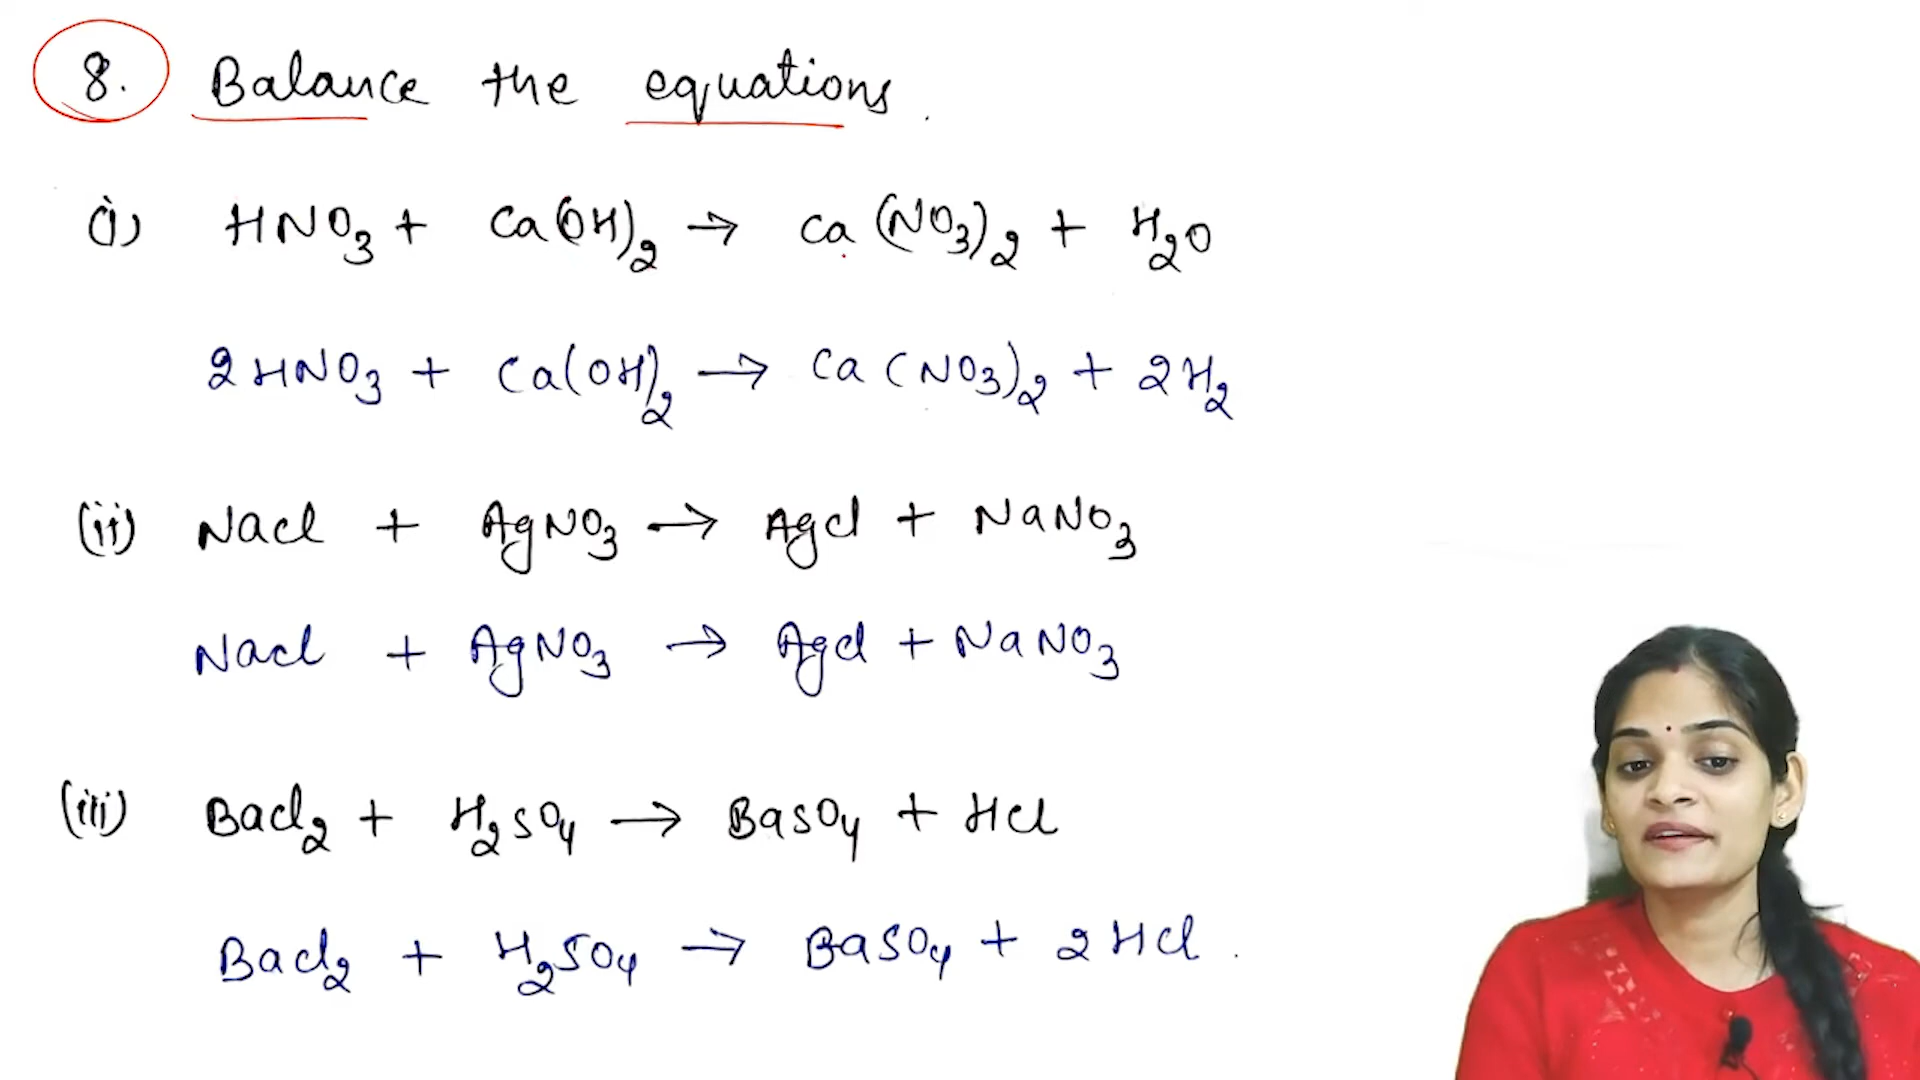 8. Balance the equations.
(i) HNO₃ + Ca(OH)₂ → Ca(NO₃)₂ + H₂O
2HNO₃ + Ca(OH)₂ → Ca(NO₃)₂ + 2H₂
(ii) NaCl + AgNO₃ → AgCl + NaNO₃
NaCl + AgNO₃ → AgCl + NaNO₃
(iii) BaCl₂ + H₂SO₄ → BaSO₄ + HCl
BaCl₂ + H₂SO₄ → BaSO₄ + 2HCl.